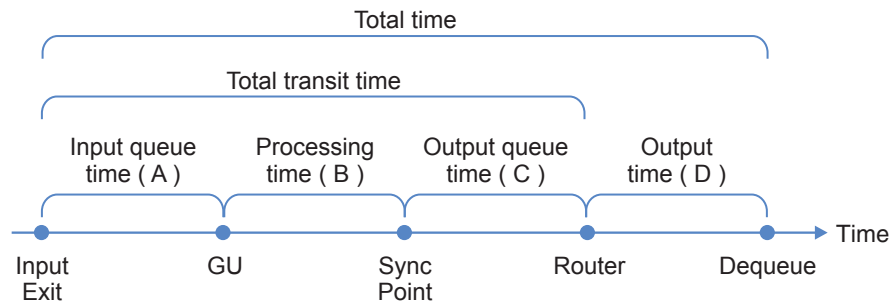 Total time
Total transit time
Input queue
time ( A )
Processing
time ( B )
Output queue
time ( C )
Output
time ( D )
Time
Input
Exit
GU
Sync
Point
Router
Dequeue